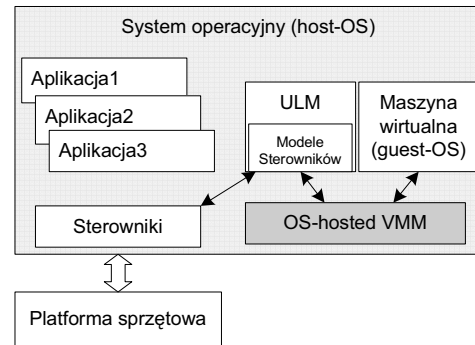 System operacyjny (host-OS)
Aplikacja1
Aplikacja2
Aplikacja3
ULM
Modele
Sterowników
Maszyna
wirtualna
(guest-OS)
Sterowniki
OS-hosted VMM
Platforma sprzętowa